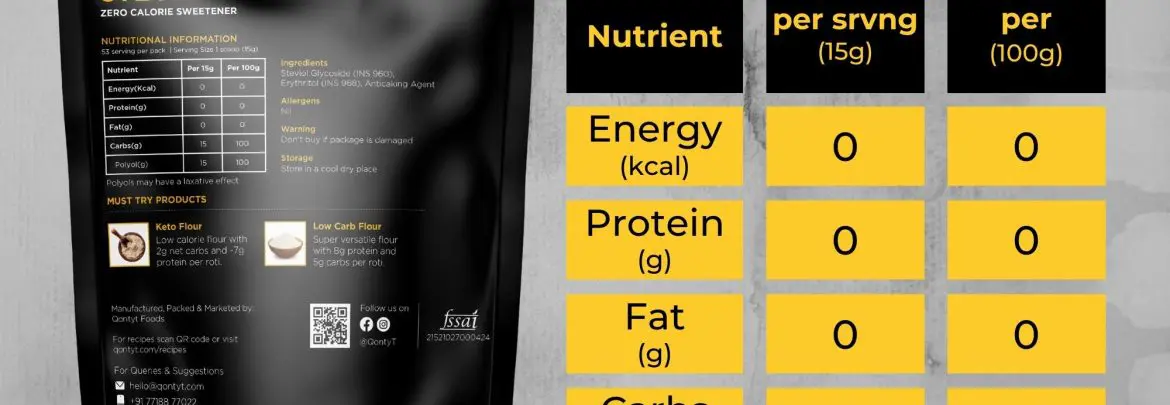 ZERO CALORIE SWEETENER
NUTRITIONAL INFORMATION
53 serving per pack | Serving Size 1 scoop (15g)
Nutrient Per 15g Per 100g
Energy(Kcal) 0 0
Protein(g) 0 0
Fat(g) 0 0
Carbs(g) 15 100
Polyol(g) 15 100
Polyols may have a laxative effect
Ingredients
Steviol Glycoside (INS 960),
Erythritol (INS 968), Anticaking Agent
Allergens
Nil
Warning
Don't buy if package is damaged
Storage
Store in a cool dry place
MUST TRY PRODUCTS
Keto Flour
Low calorie flour with
2g net carbs and ~7g
protein per roti.
Low Carb Flour
Super versatile flour
with 8g protein and
5g carbs per roti.
Manufactured, Packed & Marketed by:
Qontyt Foods
For recipes scan QR code or visit
qontyt.com/recipes
For Queries & Suggestions
hello@qontyt.com
+91 77188 77022
Follow us on
@QontyT
fssai
21521027000424
Nutrient per srvng per
(15g) (100g)
Energy 0 0
(kcal)
Protein 0 0
(g)
Fat 0 0
(g)
Carbs